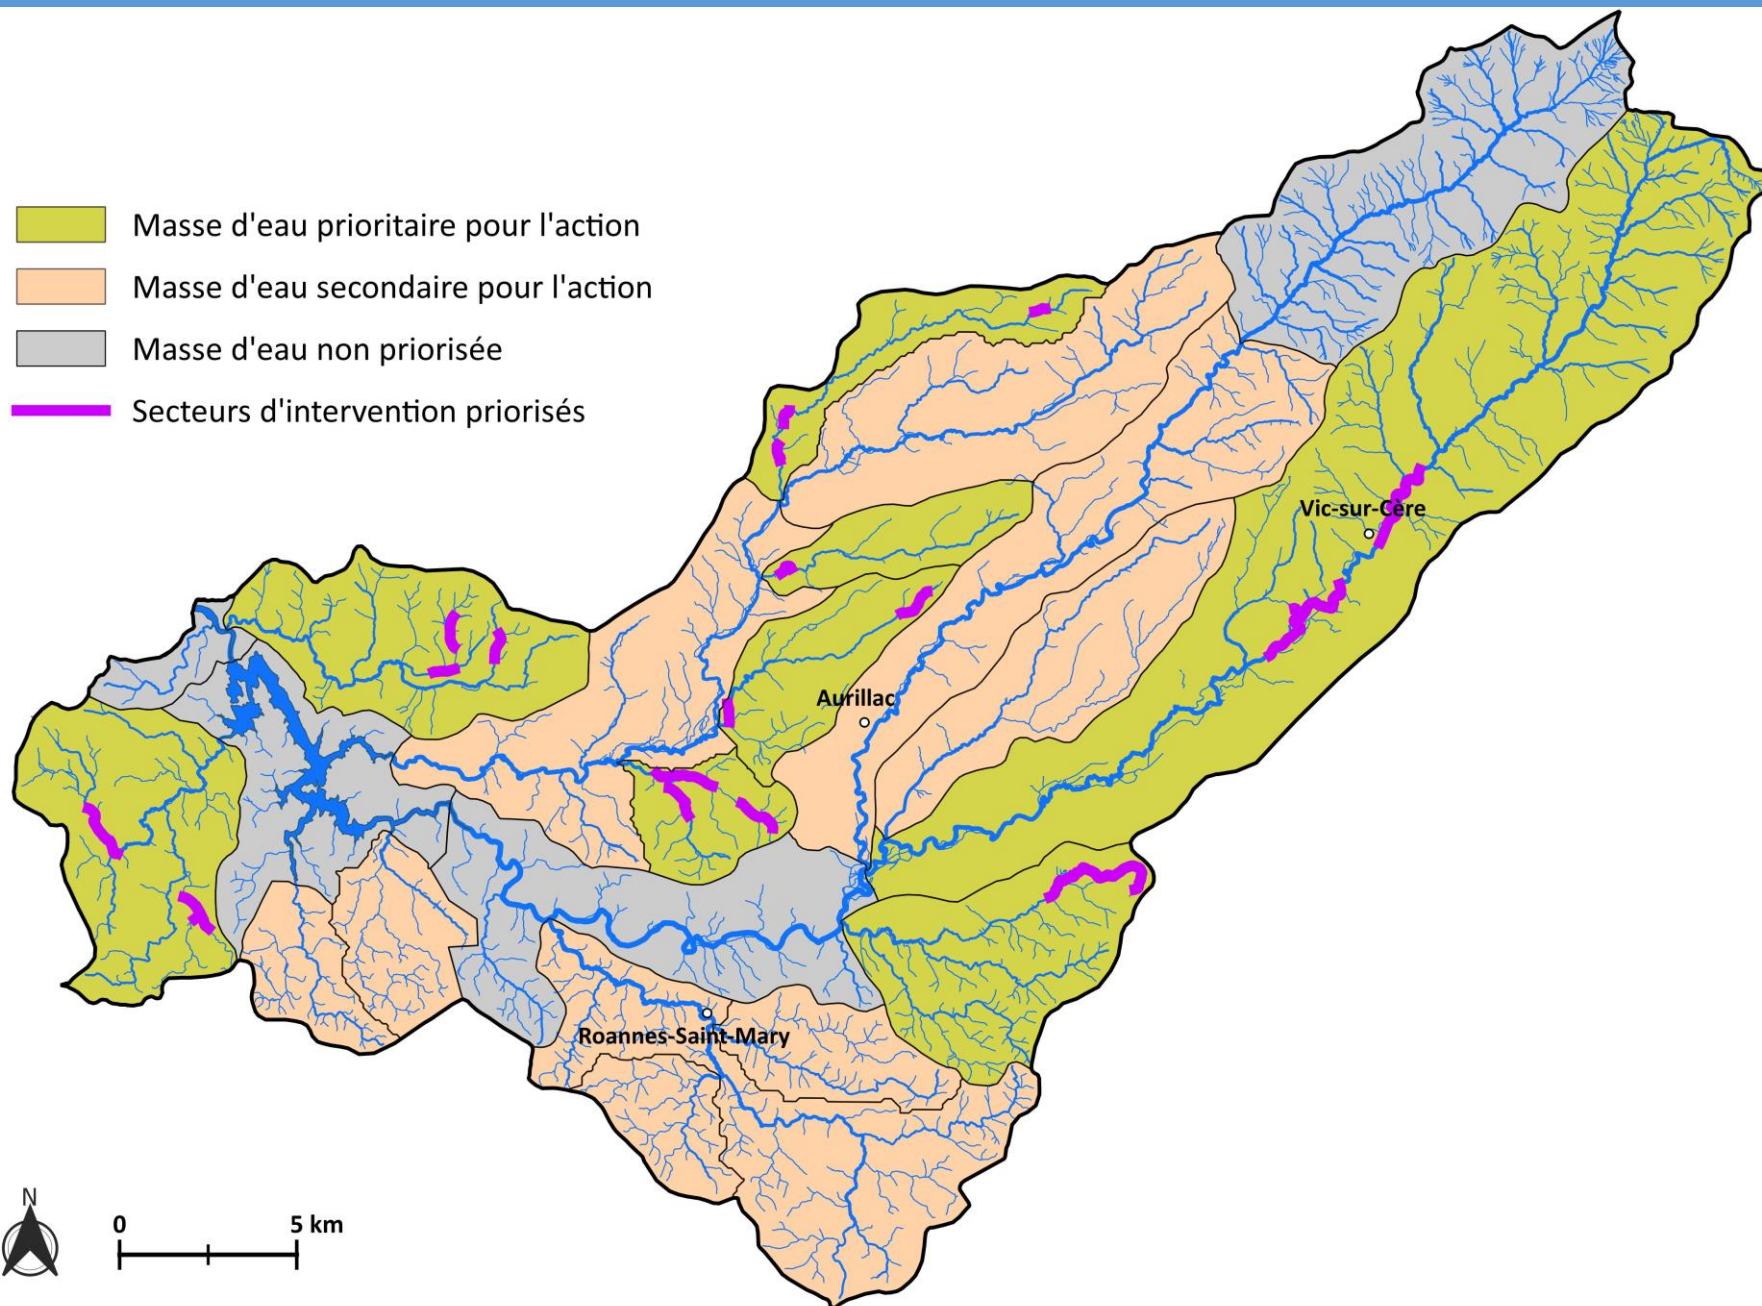 Masse d'eau prioritaire pour l'action
Masse d'eau secondaire pour l'action
Masse d'eau non priorisée
Secteurs d'intervention priorisés
Vic-sur-Cère
Aurillac
Roannes-Saint-Mary
N
0 5 km